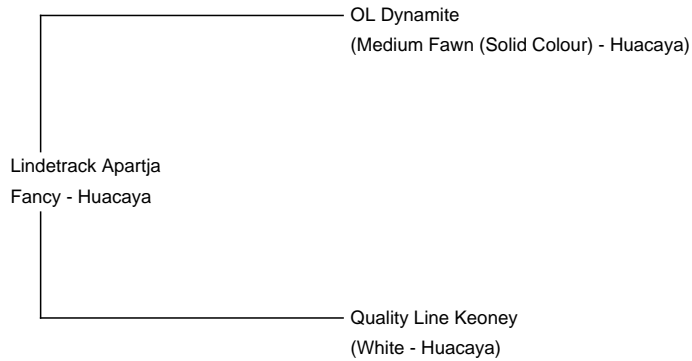 OL Dynamite
(Medium Fawn (Solid Colour) - Huacaya)
Lindetrack Apartja
Fancy - Huacaya
Quality Line Keoney
(White - Huacaya)